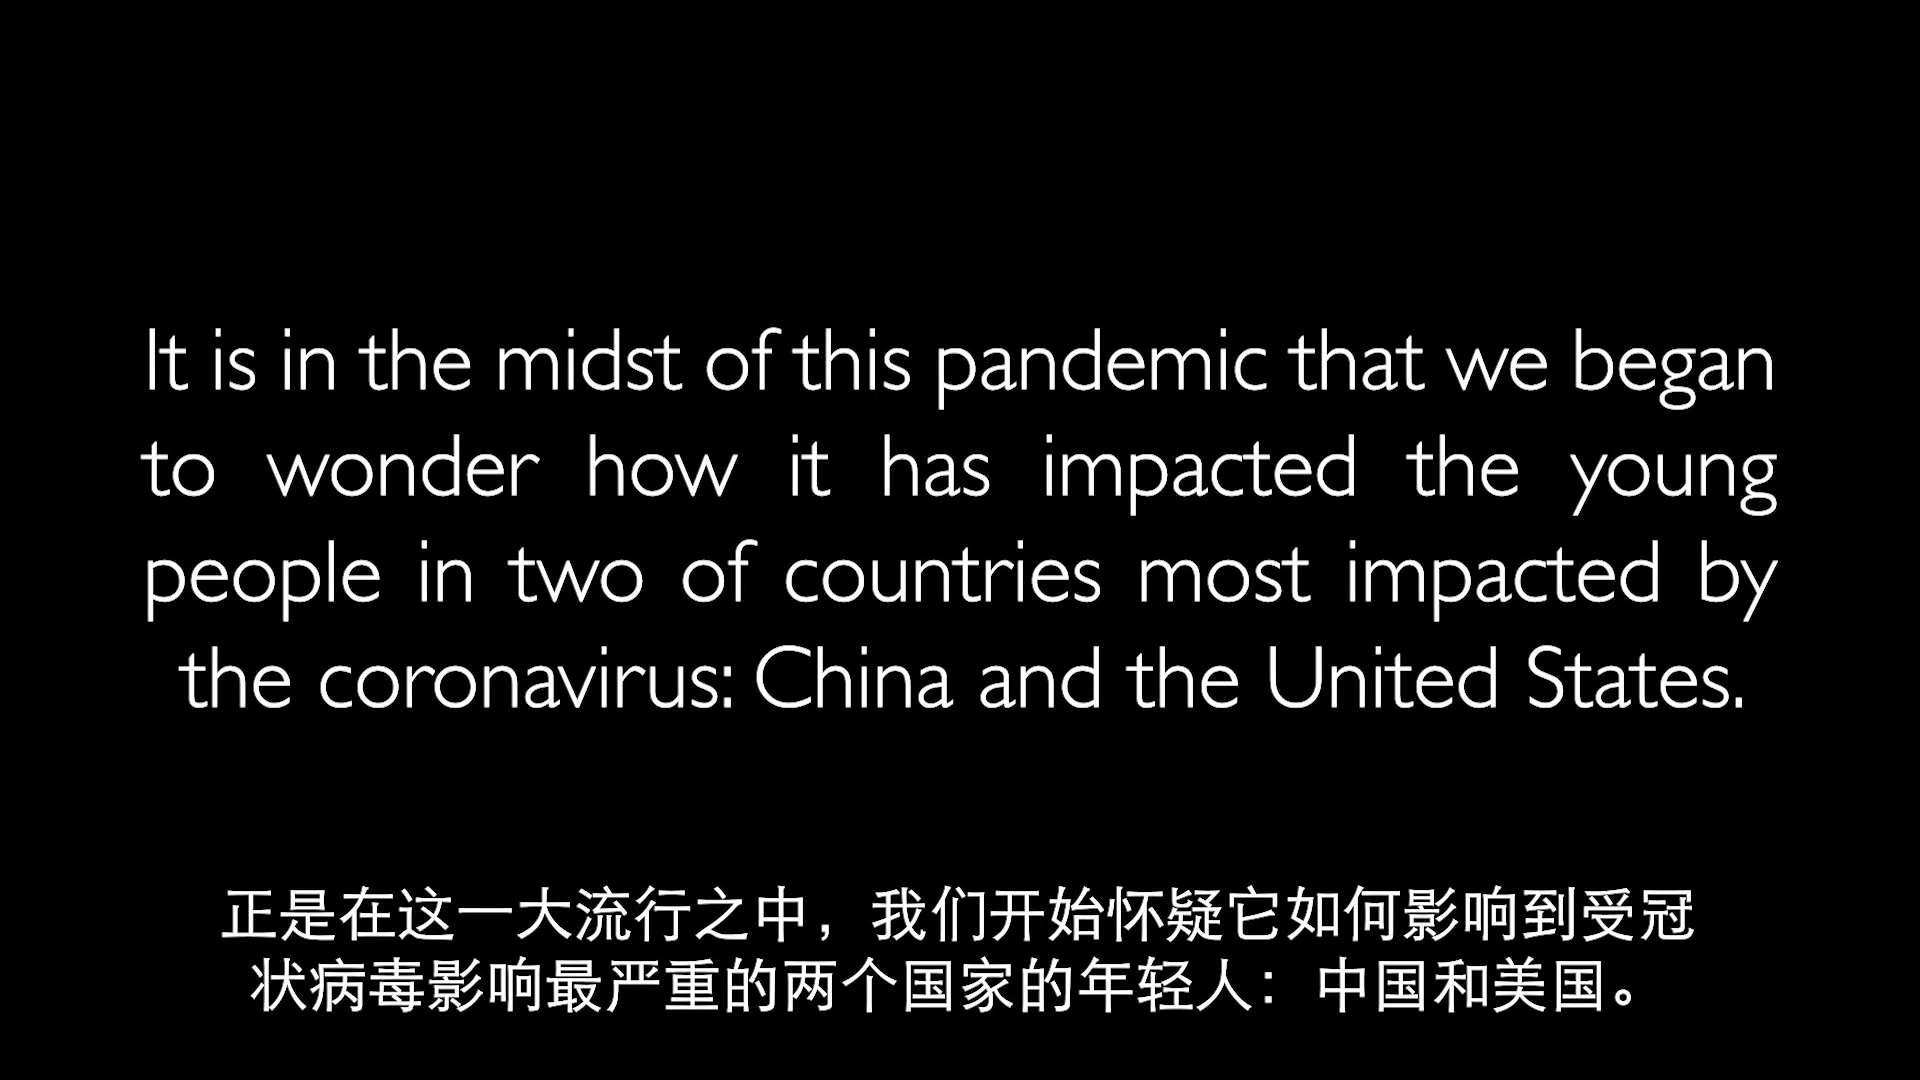 It is in the midst of this pandemic that we began
to wonder how it has impacted the young
people in two of countries most impacted by
the coronavirus: China and the United States.
正是在这一大流行之中，我们开始怀疑它如何影响到受冠
状病毒影响最严重的两个国家的年轻人：中国和美国。